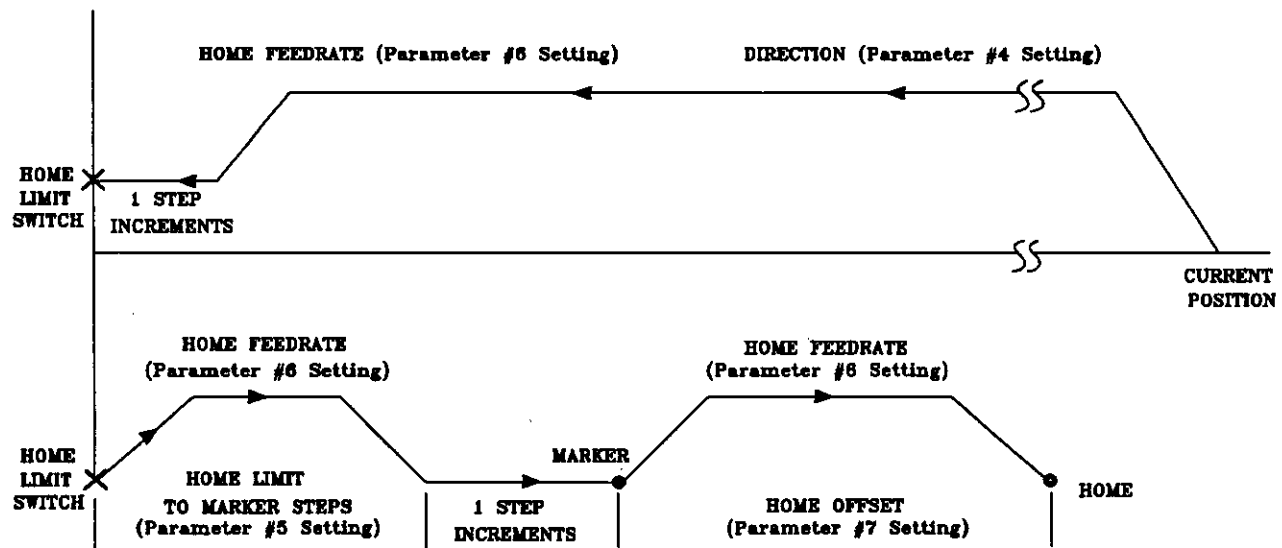 HOME FEEDRATE (Parameter #6 Setting)
DIRECTION (Parameter #4 Setting)
HOME
LIMIT
SWITCH
1 STEP
INCREMENTS
CURRENT
POSITION
HOME FEEDRATE
(Parameter #6 Setting)
HOME FEEDRATE
(Parameter #6 Setting)
HOME
LIMIT
SWITCH
MARKER
HOME
HOME LIMIT
TO MARKER STEPS
(Parameter #5 Setting)
1 STEP
INCREMENTS
HOME OFFSET
(Parameter #7 Setting)